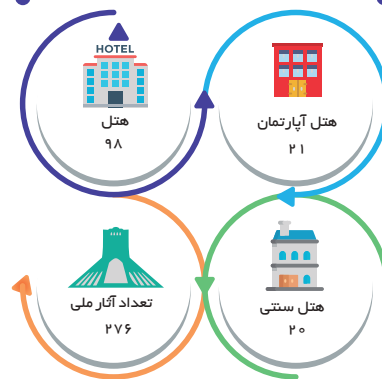 هتل آپارتمان
۲۱
HOTEL
هتل
۹۸
هتل سنتی
۲۰
تعداد آثار ملی
۲۷۶